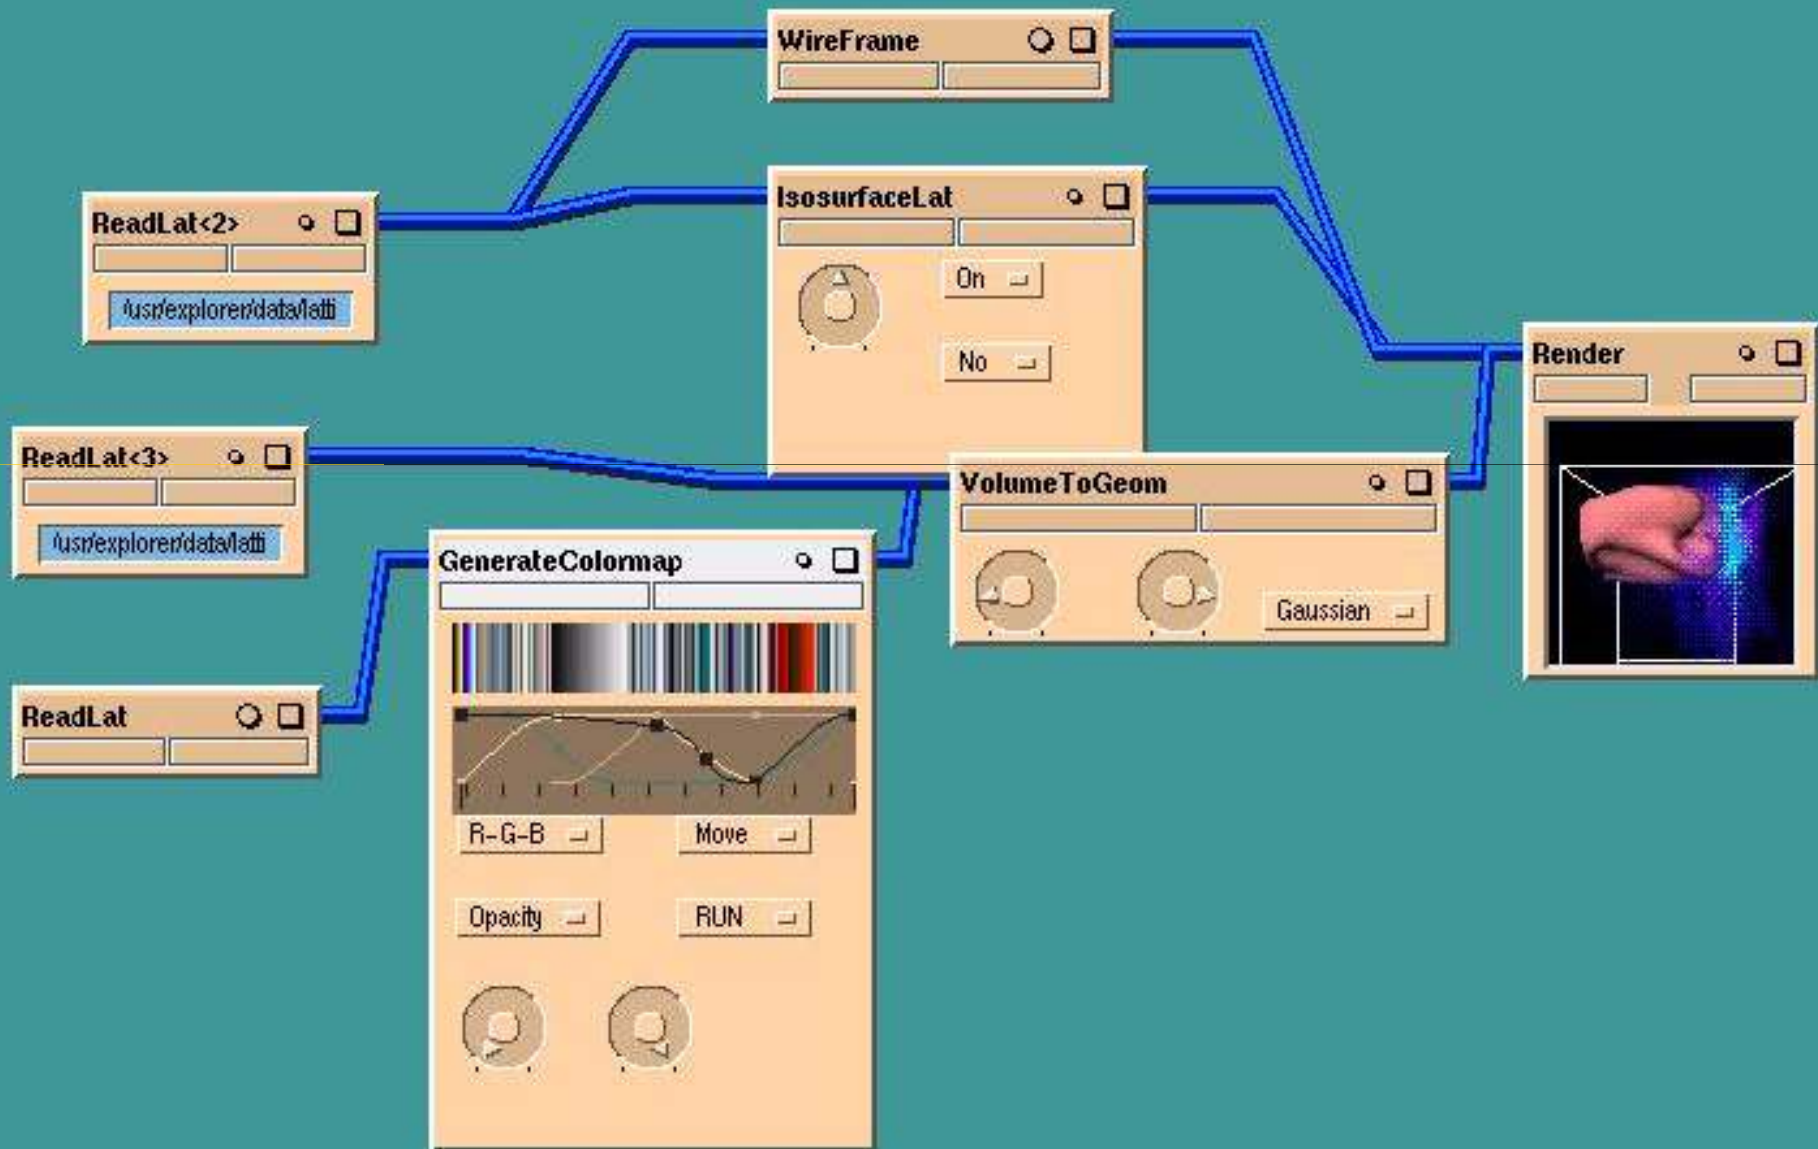 WireFrame
IsosurfaceLat
On
No
ReadLat<2>
/usr/explorer/data/latti
Render
ReadLat<3>
/usr/explorer/data/latti
VolumeToGeom
Gaussian
GenerateColormap
R-G-B
Move
Opacity
RUN
ReadLat